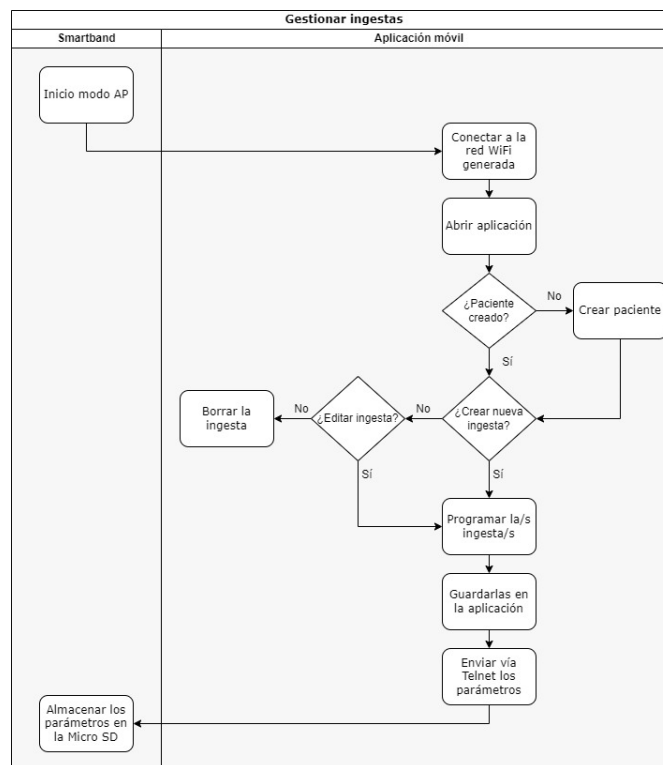 Gestionar ingestas
Smartband
Aplicación móvil
Inicio modo AP
Conectar a la
red WiFi
generada
Abrir aplicación
¿Paciente
creado?
No
Crear paciente
Sí
¿Crear nueva
ingesta?
No
¿Editar ingesta?
No
Borrar la
ingesta
Sí
Sí
Programar la/s
ingesta/s
Guardarlas en
la aplicación
Enviar vía
Telnet los
parámetros
Almacenar los
parámetros en
la Micro SD